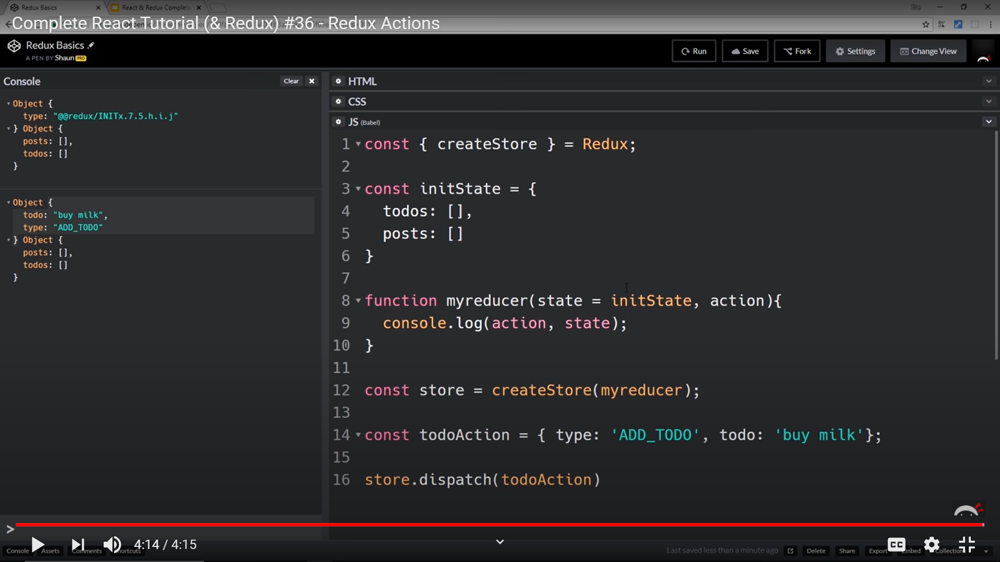 Redux Basics
React & Redux Complete
Complete React Tutorial (& Redux) #36 - Redux Actions
Redux Basics
A PEN BY Shaun PRO
Run
Save
Fork
Settings
Change View
Console
Clear
HTML
CSS
JS (Babel)
Object {
type: "@@redux/INITx.7.5.h.i.j"
} Object {
posts: [],
todos: []
}
Object {
todo: "buy milk",
type: "ADD_TODO"
} Object {
posts: [],
todos: []
}
1 const { createStore } = Redux;
2
3 const initState = {
4 todos: [],
5 posts: []
6 }
7
8 function myreducer(state = initState, action){
9 console.log(action, state);
10 }
11
12 const store = createStore(myreducer);
13
14 const todoAction = { type: 'ADD_TODO', todo: 'buy milk'};
15
16 store.dispatch(todoAction)
>
4:14 / 4:15
CC
Console
Assets
Comments
Last saved less than a minute ago
Delete
Share
Export
Embed
Collection